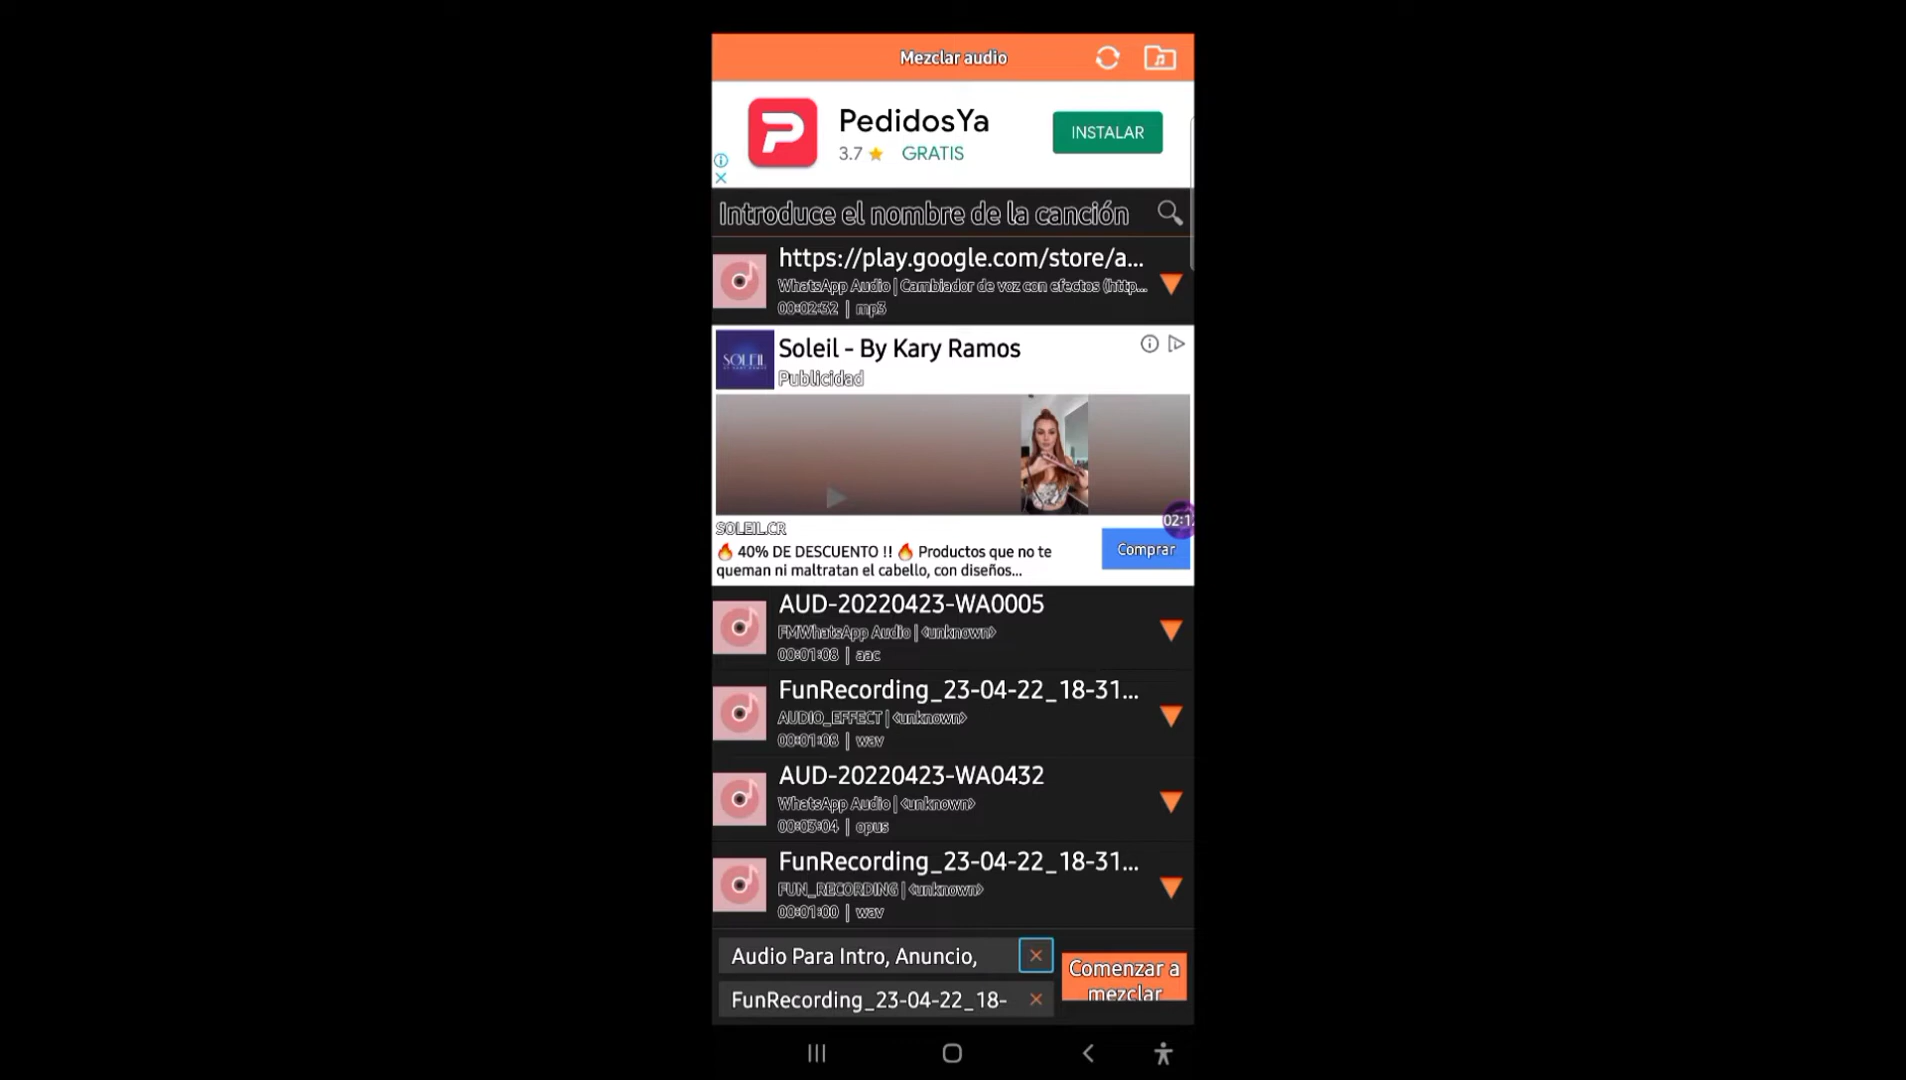 Mezclar audio
PedidosYa
3.7 ★ GRATIS
INSTALAR
Introduce el nombre de la canción
https://play.google.com/store/a...
WhatsApp Audio | Cambiador de voz con efectos (http...
00:02:32 | mp3
SOLEIL
Soleil - By Kary Ramos
Publicidad
02:1
SOLEIL.CR
🔥 40% DE DESCUENTO !! 🔥 Productos que no te
queman ni maltratan el cabello, con diseños...
Comprar
AUD-20220423-WA0005
FMWhatsApp Audio | <unknown>
00:01:08 | aac
FunRecording_23-04-22_18-31...
AUDIO_EFFECT | <unknown>
00:01:08 | wav
AUD-20220423-WA0432
WhatsApp Audio | <unknown>
00:03:04 | opus
FunRecording_23-04-22_18-31...
FUN_RECORDING | <unknown>
00:01:00 | wav
Audio Para Intro, Anuncio,
FunRecording_23-04-22_18-
Comenzar a
mezclar